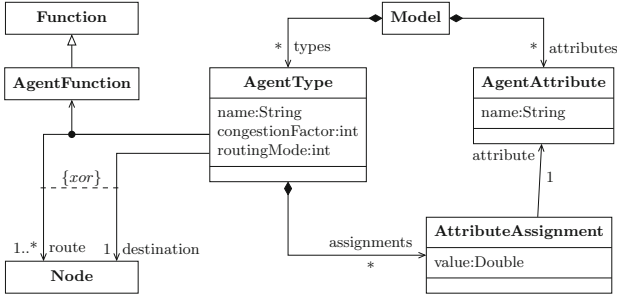 Function
Model
* types
* attributes
AgentFunction
AgentType
name:String
congestionFactor:int
routingMode:int
AgentAttribute
name:String
attribute
1
{xor}
1..* route
1 destination
assignments
*
AttributeAssignment
value:Double
Node